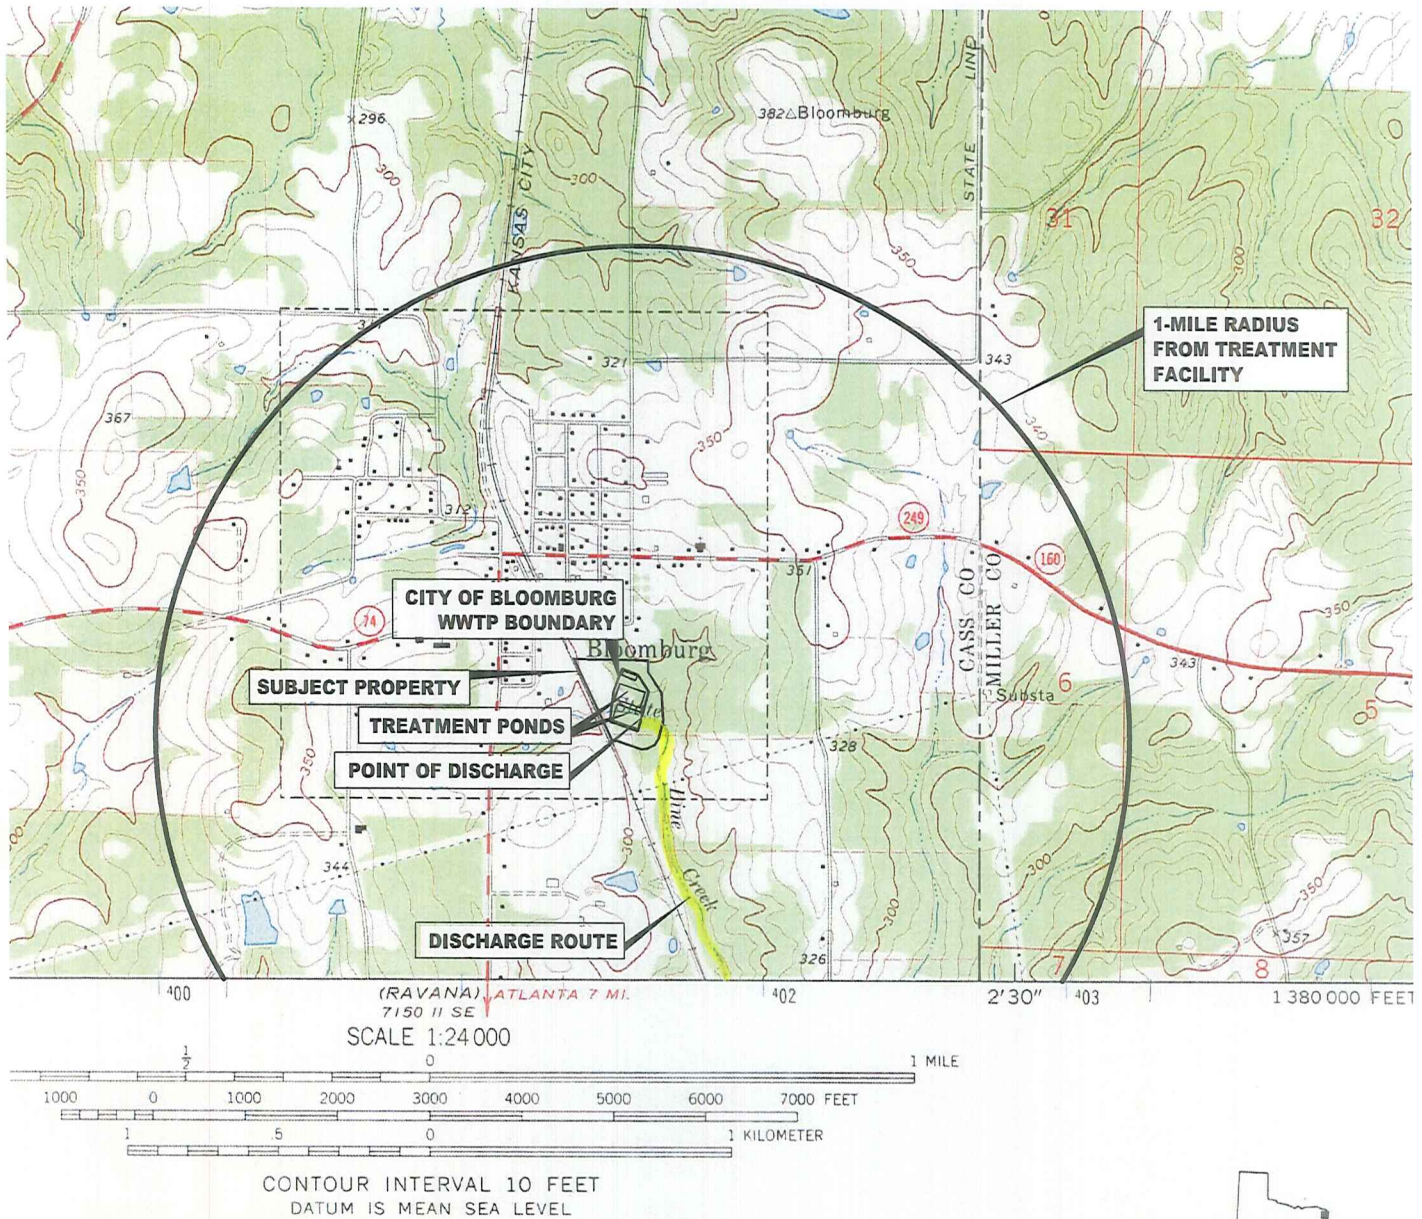 STATE LINE
382 Bloomburg
296
300
KANSAS CITY
300
31
32
350
300
1-MILE RADIUS
FROM TREATMENT
FACILITY
321
343
367
350
350
340
312
249
160
351
350
CITY OF BLOOMBURG
WWTP BOUNDARY
74
CASS CO
MILLER CO
Bloomburg
343
SUBJECT PROPERTY
6
Substa
5
State
TREATMENT PONDS
328
POINT OF DISCHARGE
350
Line
300
300
344
300
Creek
300
350
DISCHARGE ROUTE
357
326
7
8
400
(RAVANA)
7150 II SE
ATLANTA 7 MI.
402
2'30"
403
1 380 000 FEET
SCALE 1:24 000
1/2 0 1 MILE
1000 0 1000 2000 3000 4000 5000 6000 7000 FEET
1 .5 0 1 KILOMETER
CONTOUR INTERVAL 10 FEET
DATUM IS MEAN SEA LEVEL